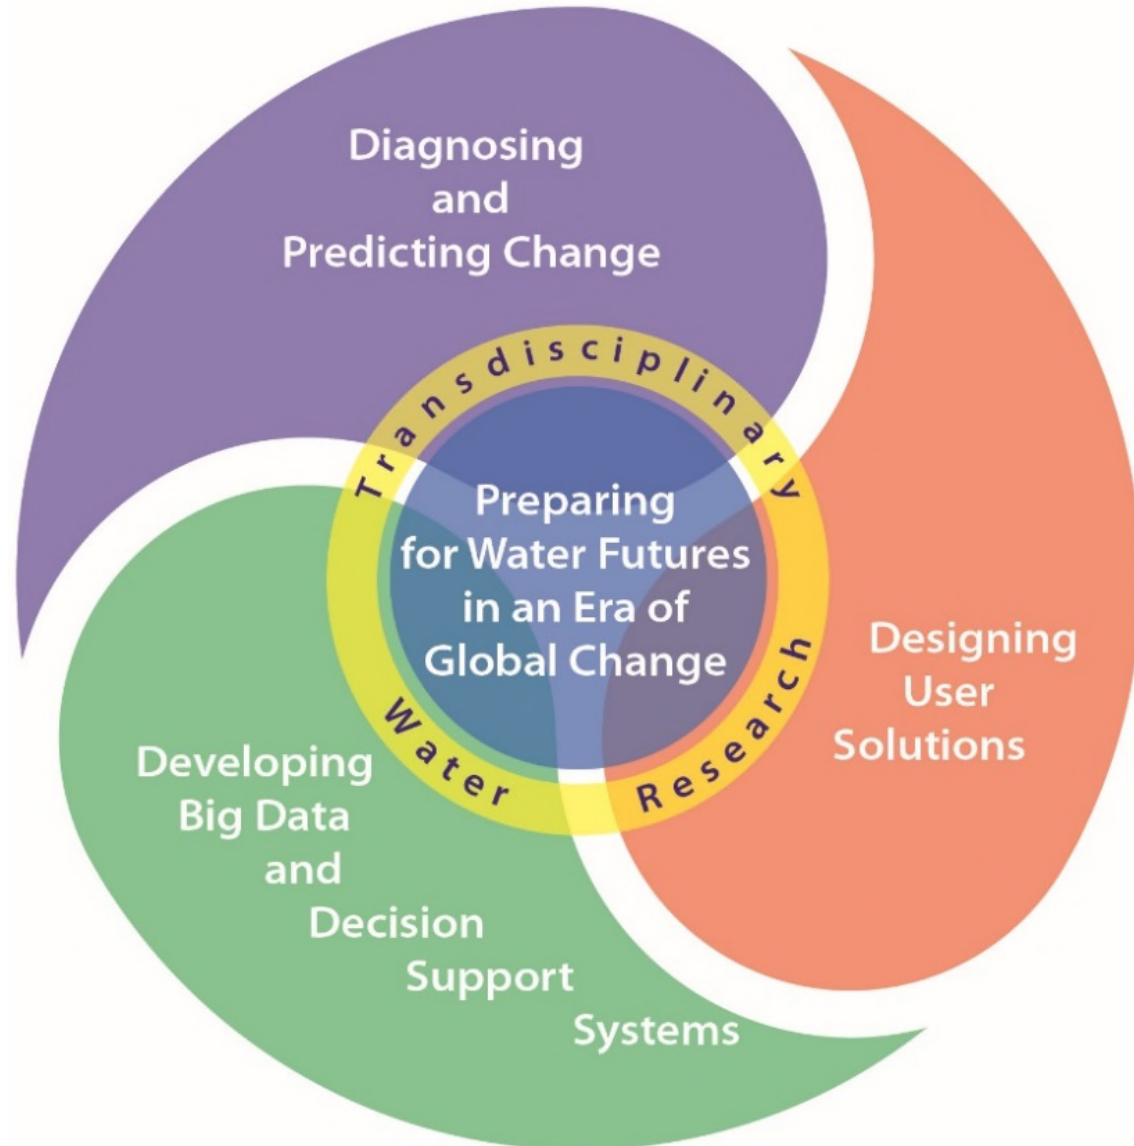 Diagnosing
and
Predicting Change
Transdisciplinary
Preparing
for Water Futures
in an Era of
Global Change
Water
Research
Designing
User
Solutions
Developing
Big Data
and
Decision
Support
Systems